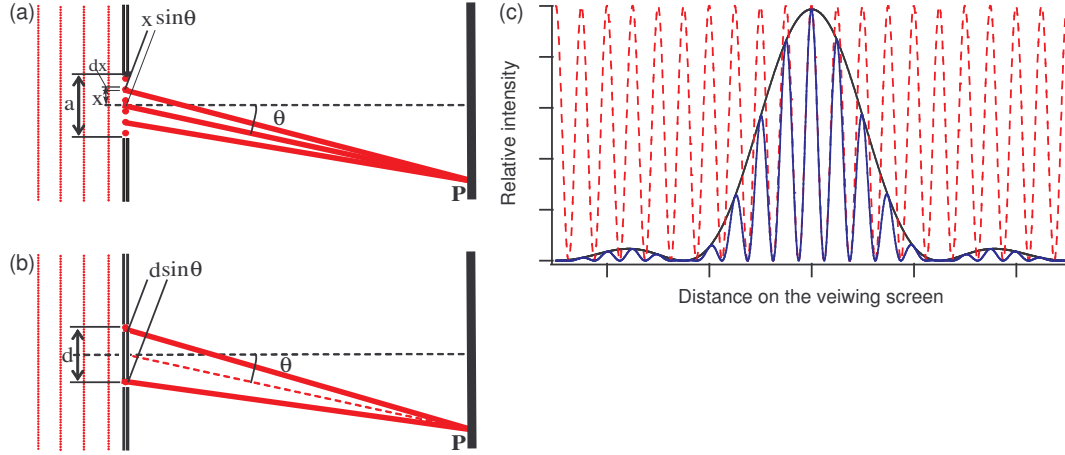 (a)
x sinθ
dx
x
a
θ
P
(b)
dsinθ
d
θ
P
(c)
Relative intensity
Distance on the veiwing screen